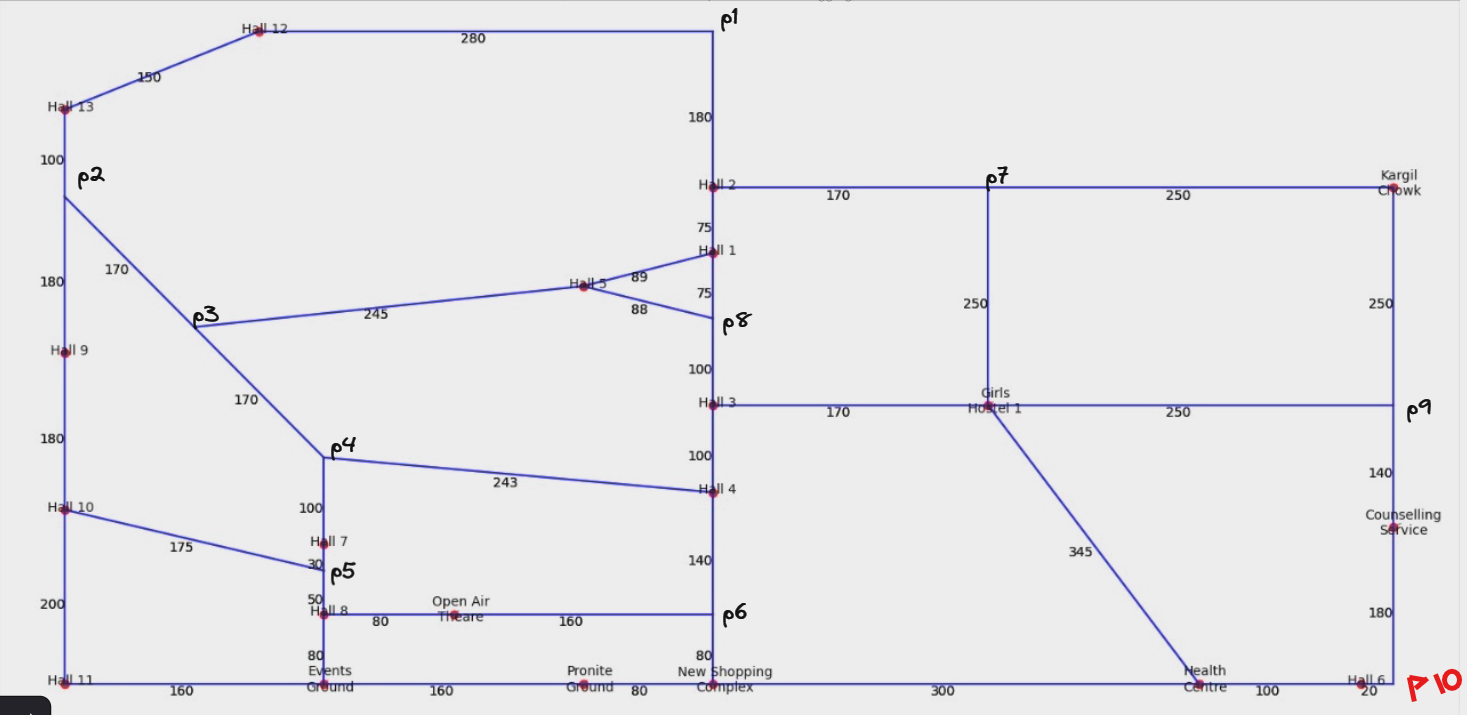 p1
Hall 12
280
150
Hall 13
180
100
p2
Hall 2
170
p7
250
Kargil
Chowk
75
Hall 1
170
89
Hall 5
180
75
250
250
p3
245
88
p8
Hall 9
100
170
Hall 3
170
Girls
Hostel 1
250
p9
180
p4
243
100
140
Hall 4
Hall 10
100
Counselling
Service
175
Hall 7
140
345
30
p5
200
50
Hall 8
80
Open Air
Theare
160
p6
180
80
80
Hall 11
160
Events
Ground
160
Pronite
Ground
80
New Shopping
Complex
300
Health
Centre
100
Hall 6
20
P10